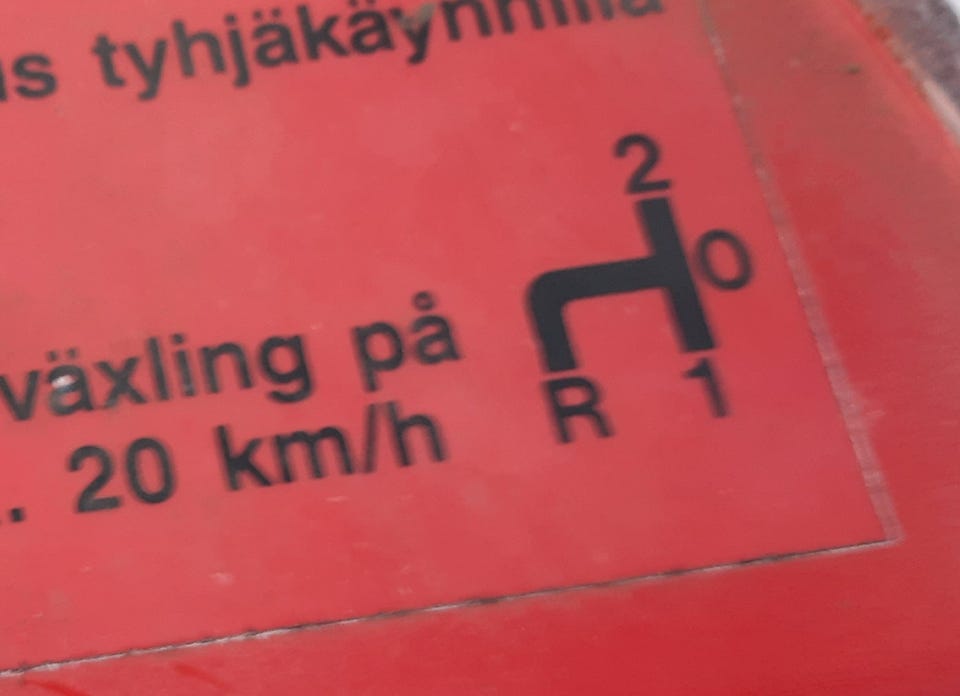 tyhjäkäynnillä
2
0
växling på
R 1
20 km/h